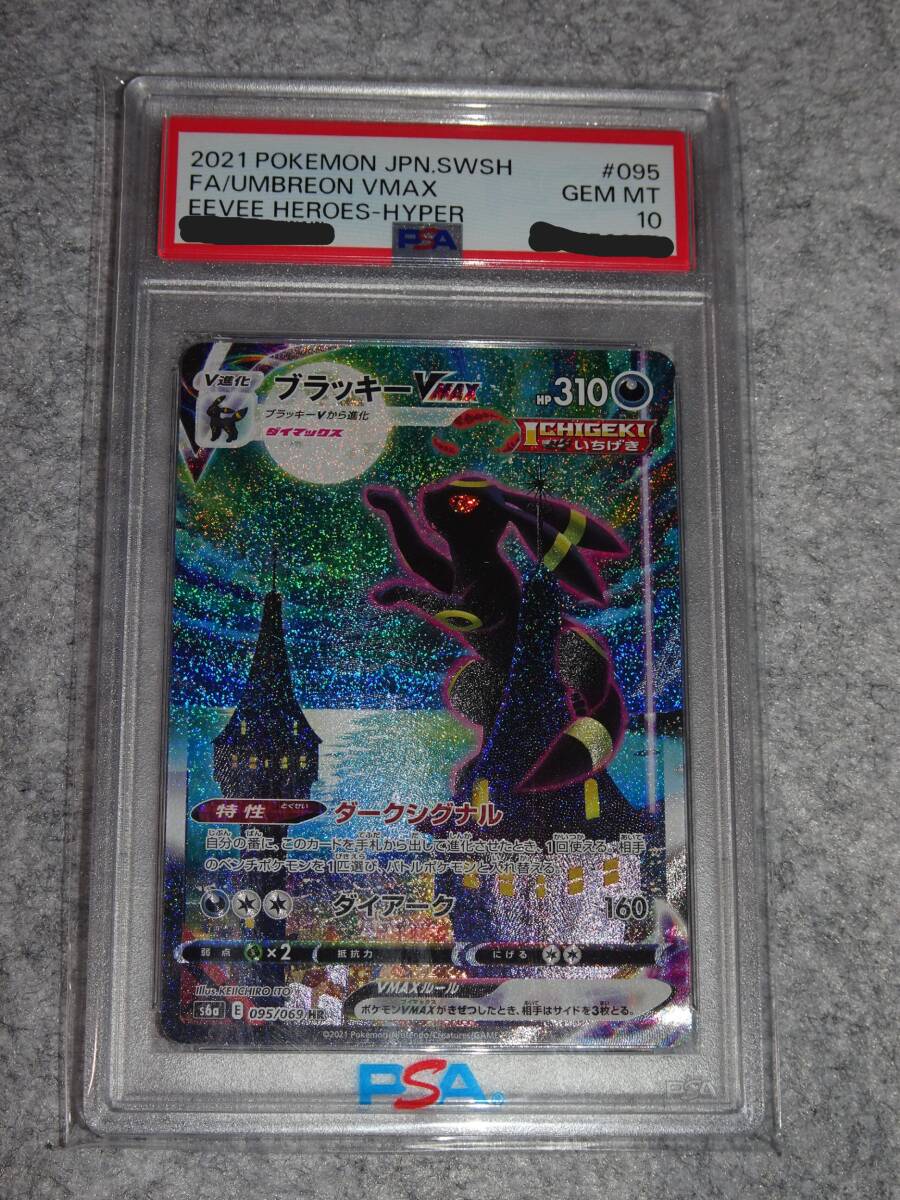 2021 POKEMON JPN.SWSH #095
FA/UMBREON VMAX GEM MT
EEVEE HEROES-HYPER 10
PSA
V進化
ブラッキーVMAX
HP310
ブラッキーVから進化
ダイマックス
ICHIGEKI
いちげき
特性 とくせい ダークシグナル
自分の番に、このカードを手札から出して進化させたとき、1回使える。相手
のベンチポケモンを1匹選び、バトルポケモンと入れ替える。
ダイアーク 160
弱点 ×2 抵抗力 にげる
VMAXルール
ポケモンVMAXがきぜつしたとき、相手はサイドを3枚とる。
Illus. KEIICHIRO ITO
s6a E 095/069 HR
©2021 Pokémon/Nintendo/Creatures/GAME FREAK
PSA
PSA